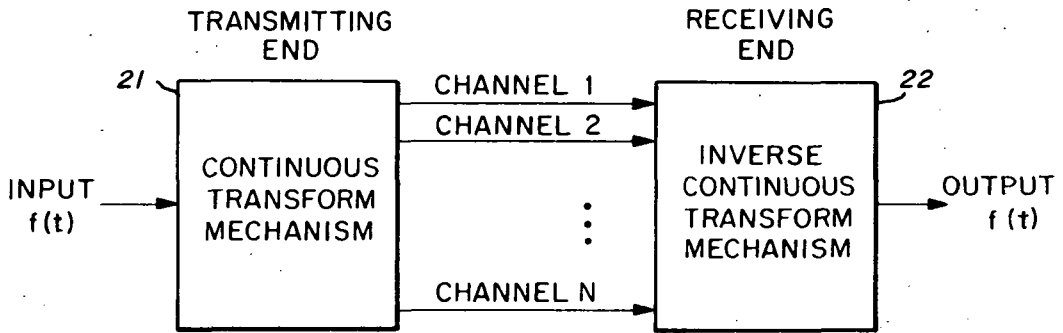 TRANSMITTING
END
RECEIVING
END
21
22
CHANNEL 1
CHANNEL 2
CONTINUOUS
TRANSFORM
MECHANISM
INVERSE
CONTINUOUS
TRANSFORM
MECHANISM
INPUT
f(t)
OUTPUT
f(t)
CHANNEL N